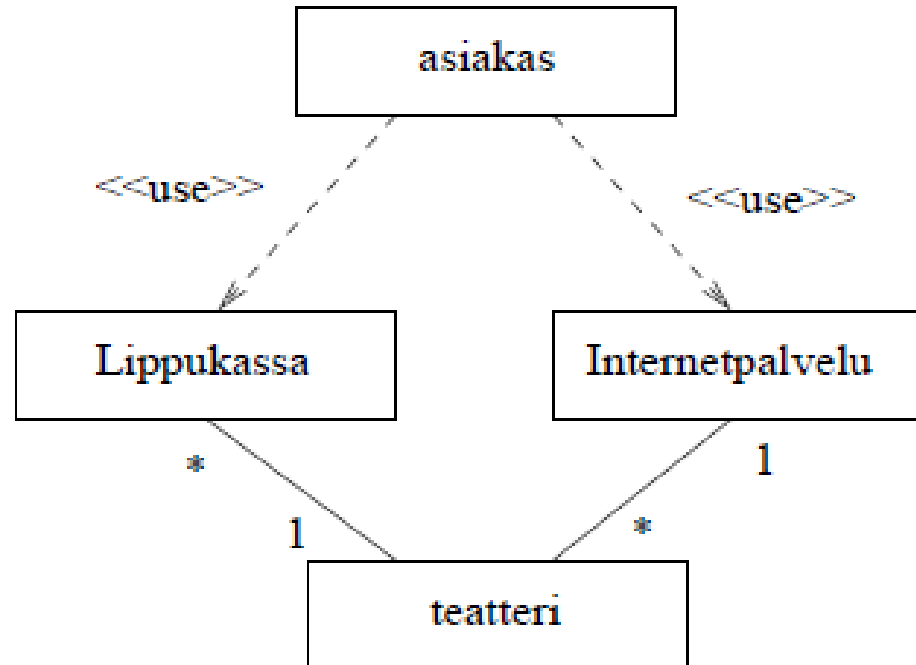 asiakas
<<use>>
<<use>>
Lippukassa
Internetpalvelu
*
1
1
*
teatteri